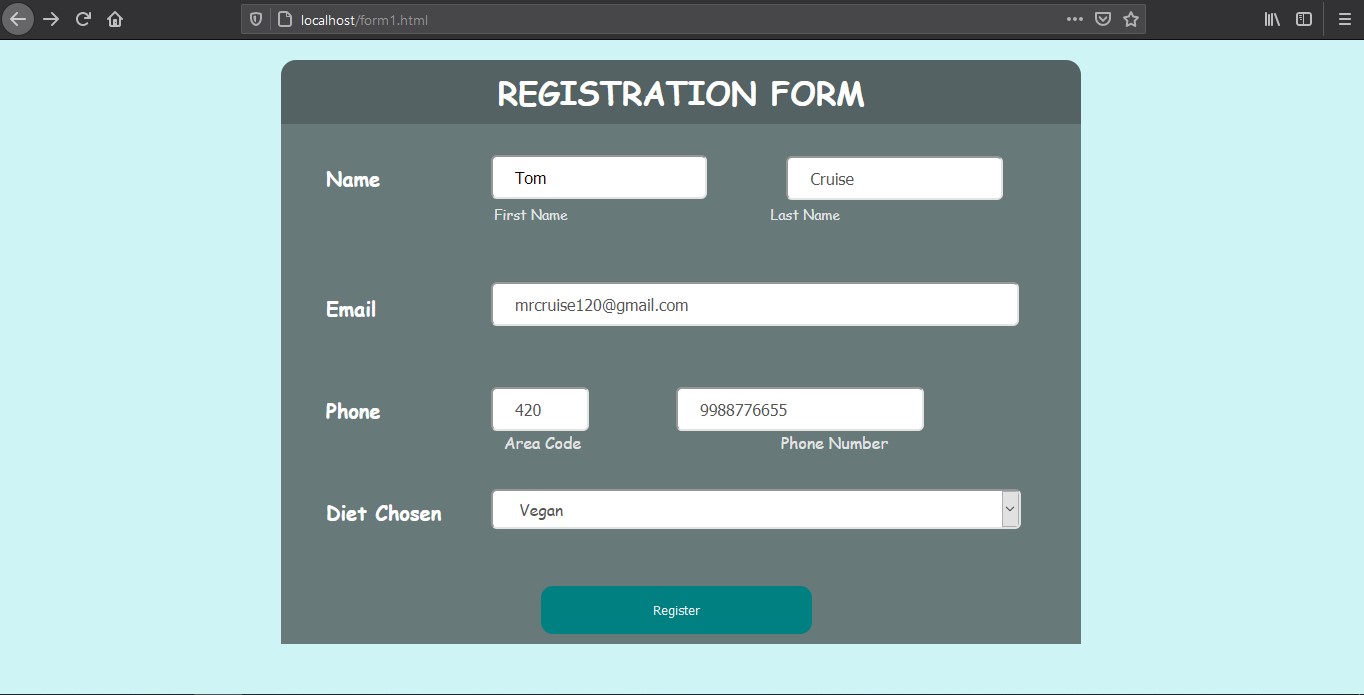 localhost/form1.html
REGISTRATION FORM
Name Tom Cruise
First Name Last Name
Email mrcruise120@gmail.com
Phone 420 9988776655
Area Code Phone Number
Diet Chosen Vegan
Register